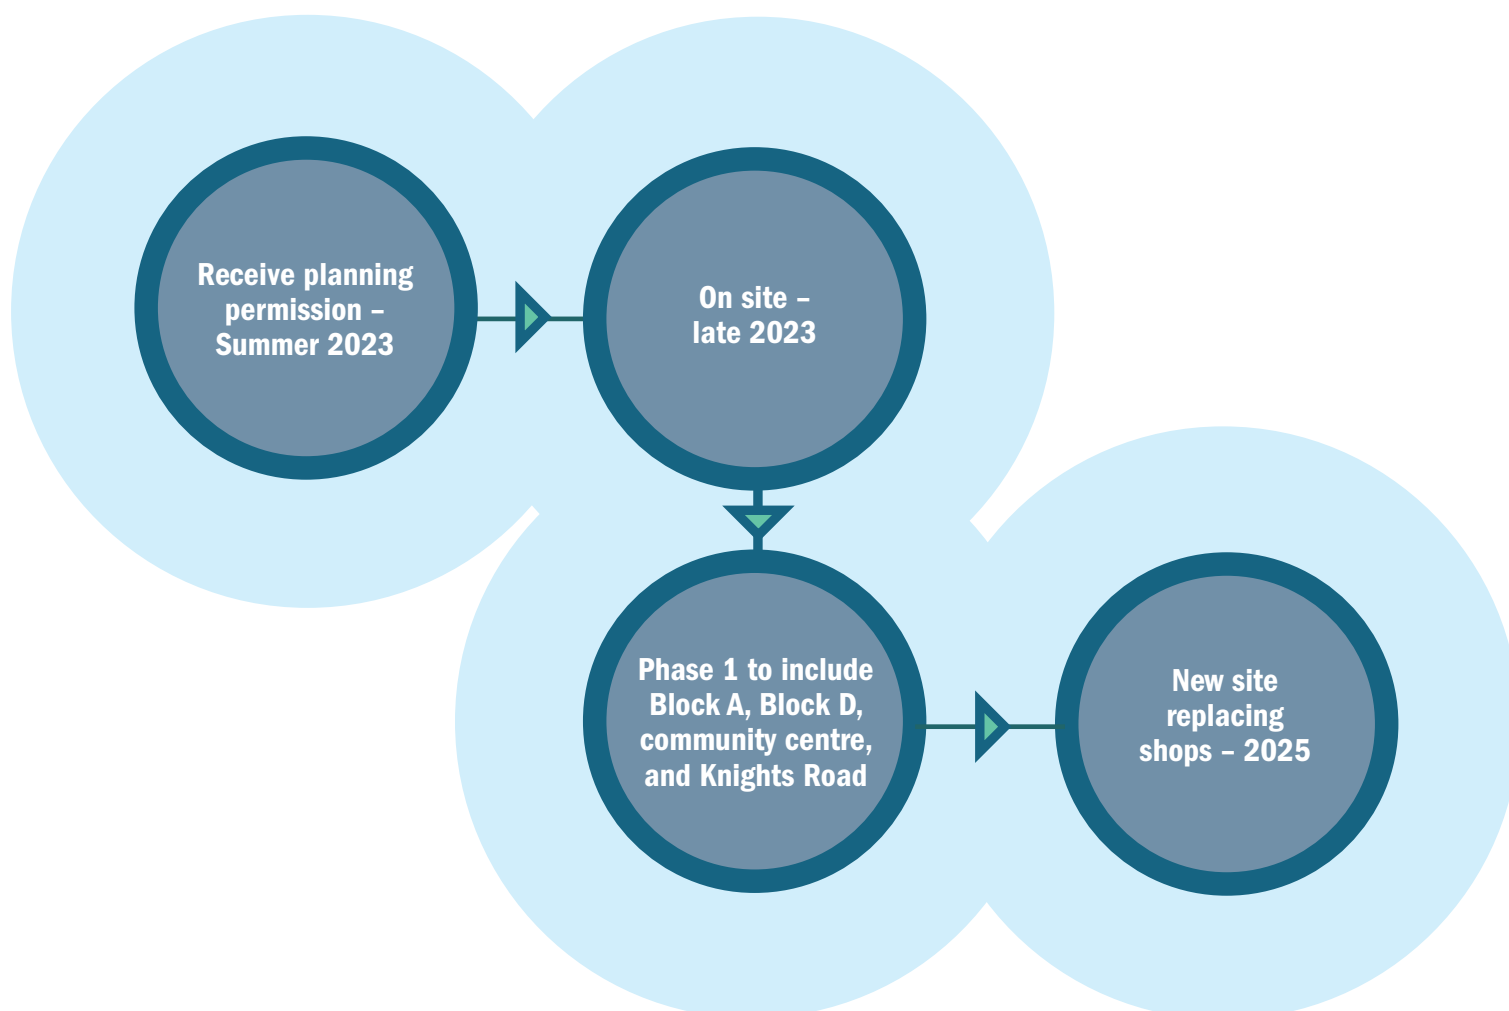 Receive planning
permission –
Summer 2023
On site –
late 2023
Phase 1 to include
Block A, Block D,
community centre,
and Knights Road
New site
replacing
shops – 2025